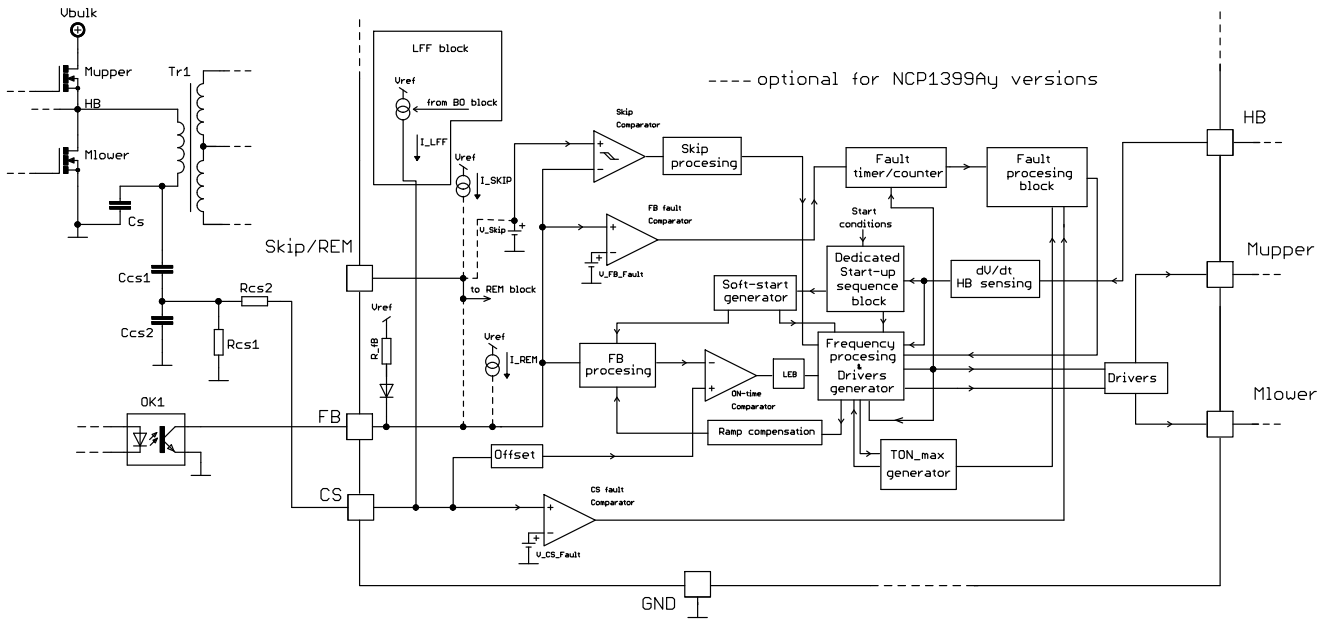 Vbulk
Mupper
Tr1
HB
Mlower
Cs
Ccs1
Rcs2
Ccs2
Rcs1
OK1
Skip/REM
FB
CS
LFF block
Vref
from BO block
I_LFF
Vref
I_SKIP
V_Skip
+
to REM block
Vref
R_fB
Vref
I_REM
---- optional for NCP1399Ay versions
Skip
Comparator
+
-
Skip
procesing
FB fault
Comparator
+
-
+
V_FB_Fault
Fault
timer/counter
Fault
procesing
block
Start
conditions
Dedicated
Start-up
sequence
block
dV/dt
HB sensing
Soft-start
generator
FB
procesing
-
+
ON-time
Comparator
LEB
Frequency
procesing
&
Drivers
generator
Ramp compensation
TON_max
generator
Drivers
Offset
CS fault
Comparator
+
-
+
V_CS_Fault
HB
Mupper
Mlower
GND